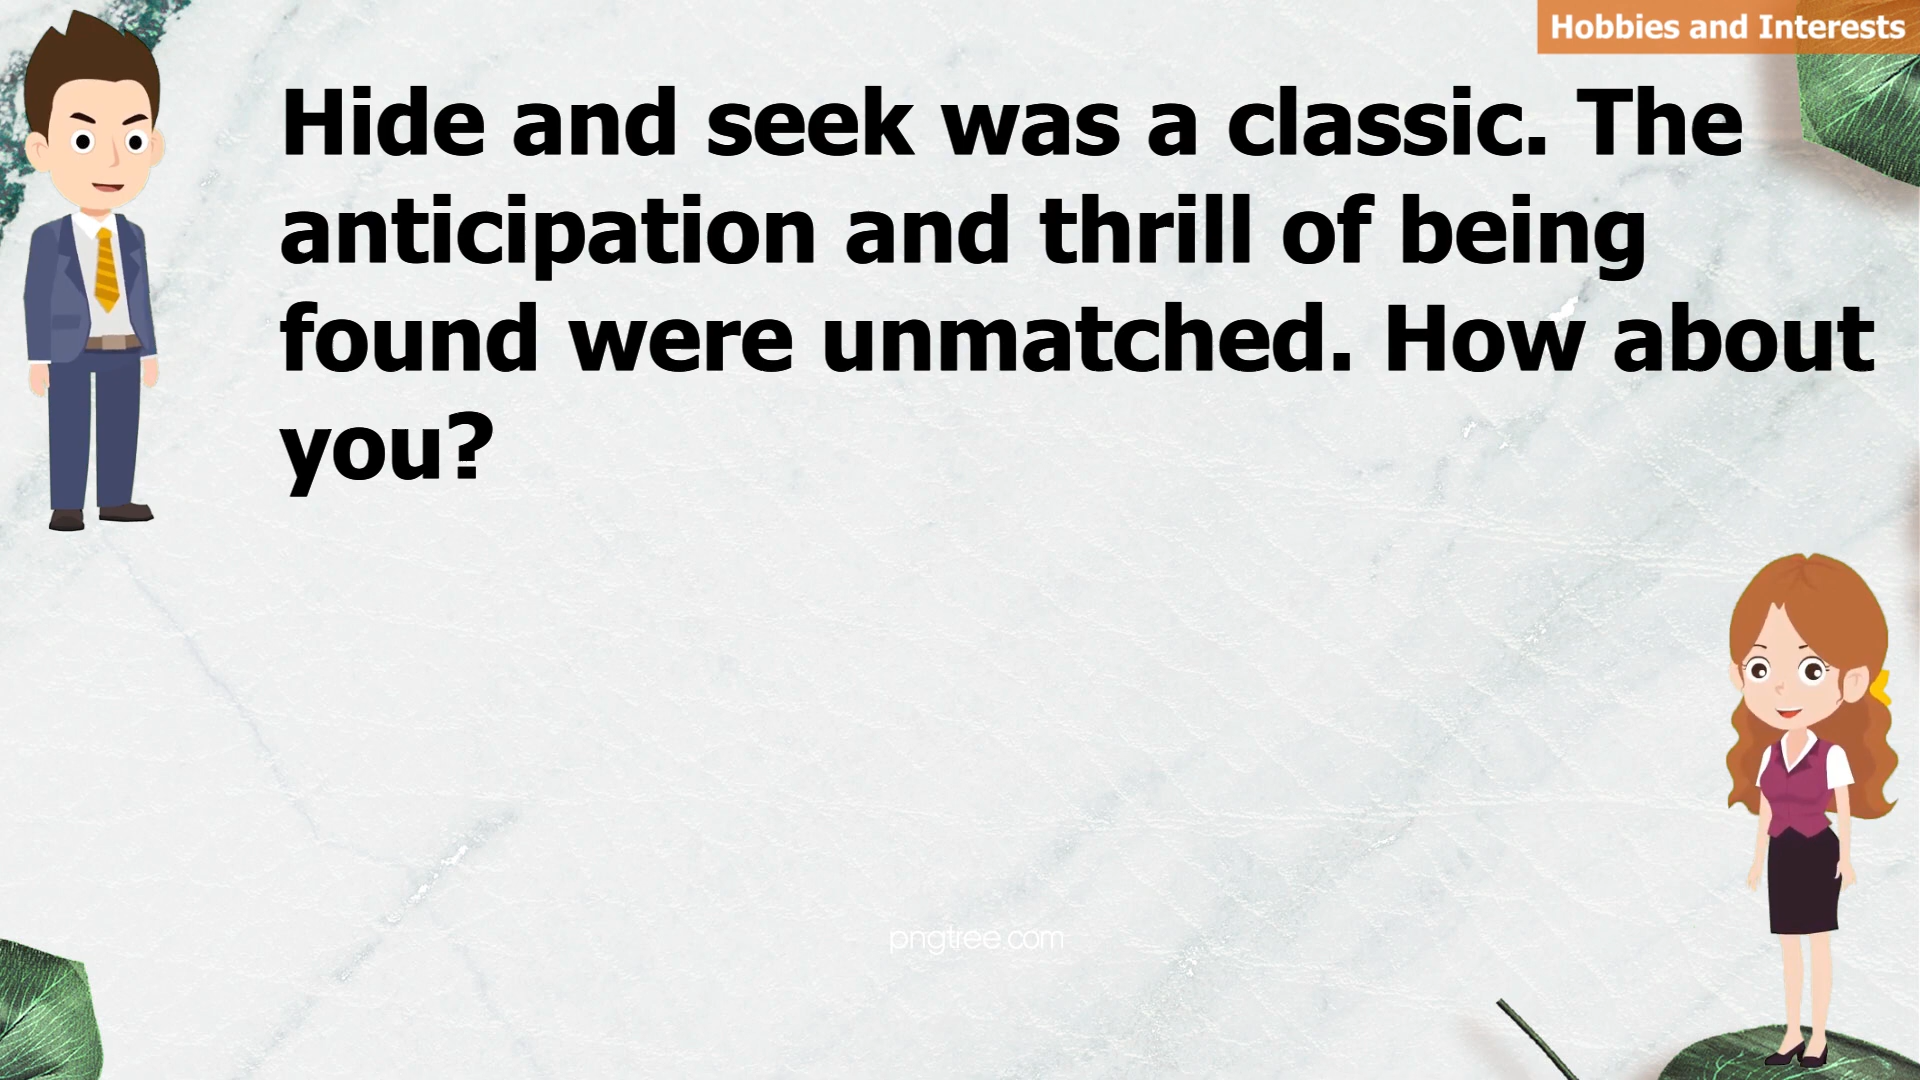 Hobbies and Interests
Hide and seek was a classic. The
anticipation and thrill of being
found were unmatched. How about
you?
pngtree.com